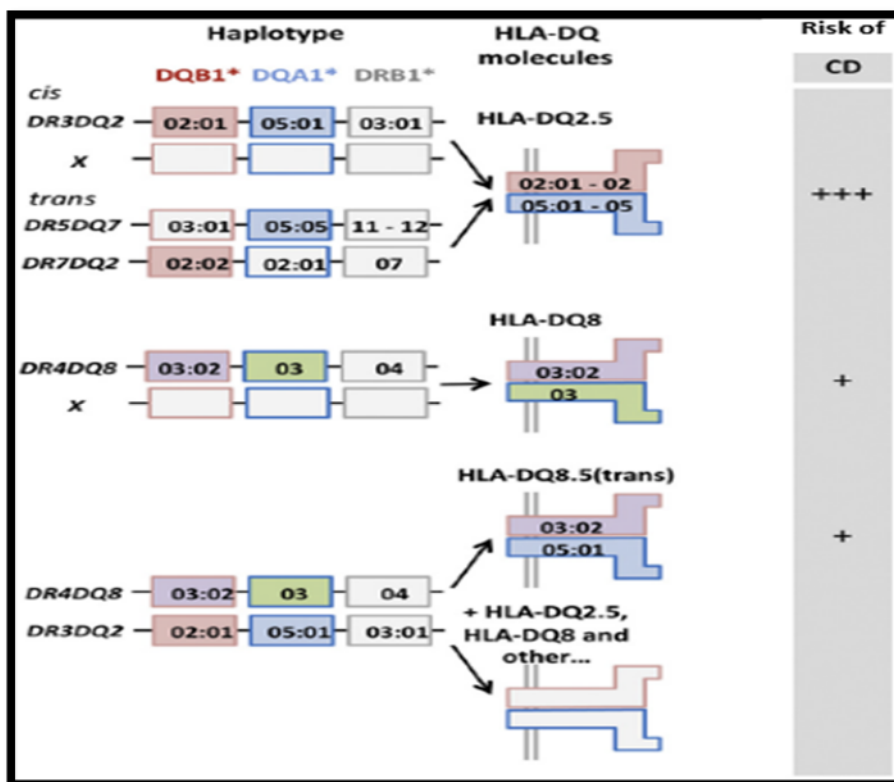 Haplotype HLA-DQ molecules Risk of
DQB1* DQA1* DRB1* CD
cis
DR3DQ2 02:01 05:01 03:01 HLA-DQ2.5
x
02:01 - 02
+++
trans
05:01 - 05
DR5DQ7 03:01 05:05 11 - 12
DR7DQ2 02:02 02:01 07
HLA-DQ8
DR4DQ8 03:02 03 04 03:02
+
x 03
HLA-DQ8.5(trans)
03:02
+
05:01
DR4DQ8 03:02 03 04
+ HLA-DQ2.5,
DR3DQ2 02:01 05:01 03:01 HLA-DQ8 and
other...